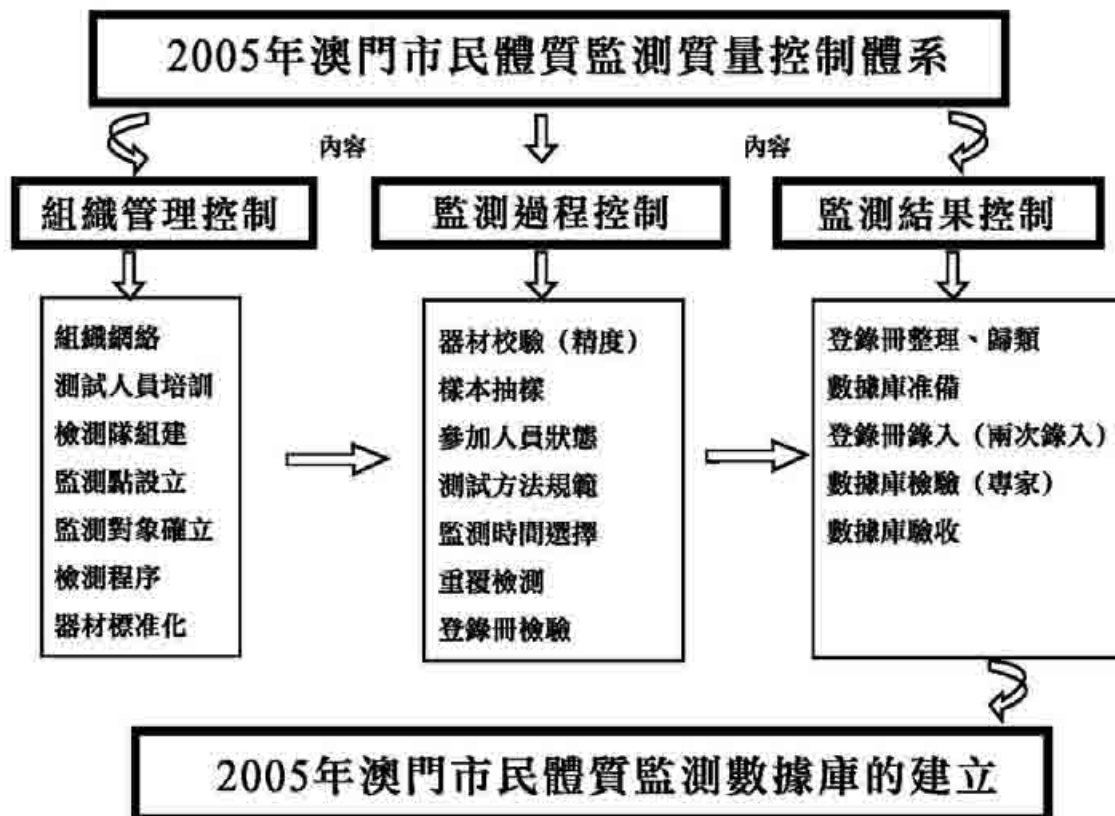 2005年澳門市民體質監測質量控制體系
內容
內容
組織管理控制
監測過程控制
監測結果控制
組織網絡
測試人員培訓
檢測隊組建
監測點設立
監測對象確立
檢測程序
器材標准化
器材校驗（精度）
樣本抽樣
參加人員狀態
測試方法規範
監測時間選擇
重覆檢測
登錄冊檢驗
登錄冊整理、歸類
數據庫准備
登錄冊錄入（兩次錄入）
數據庫檢驗（專家）
數據庫驗收
2005年澳門市民體質監測數據庫的建立